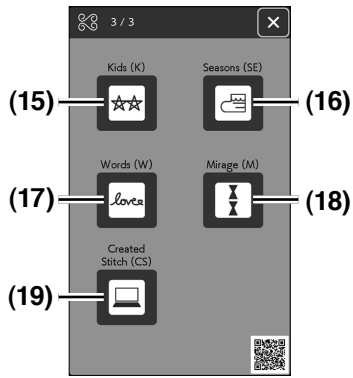 3 / 3
Kids (K)
Seasons (SE)
(15)
(16)
Words (W)
Mirage (M)
(17)
love
(18)
Created
Stitch (CS)
(19)